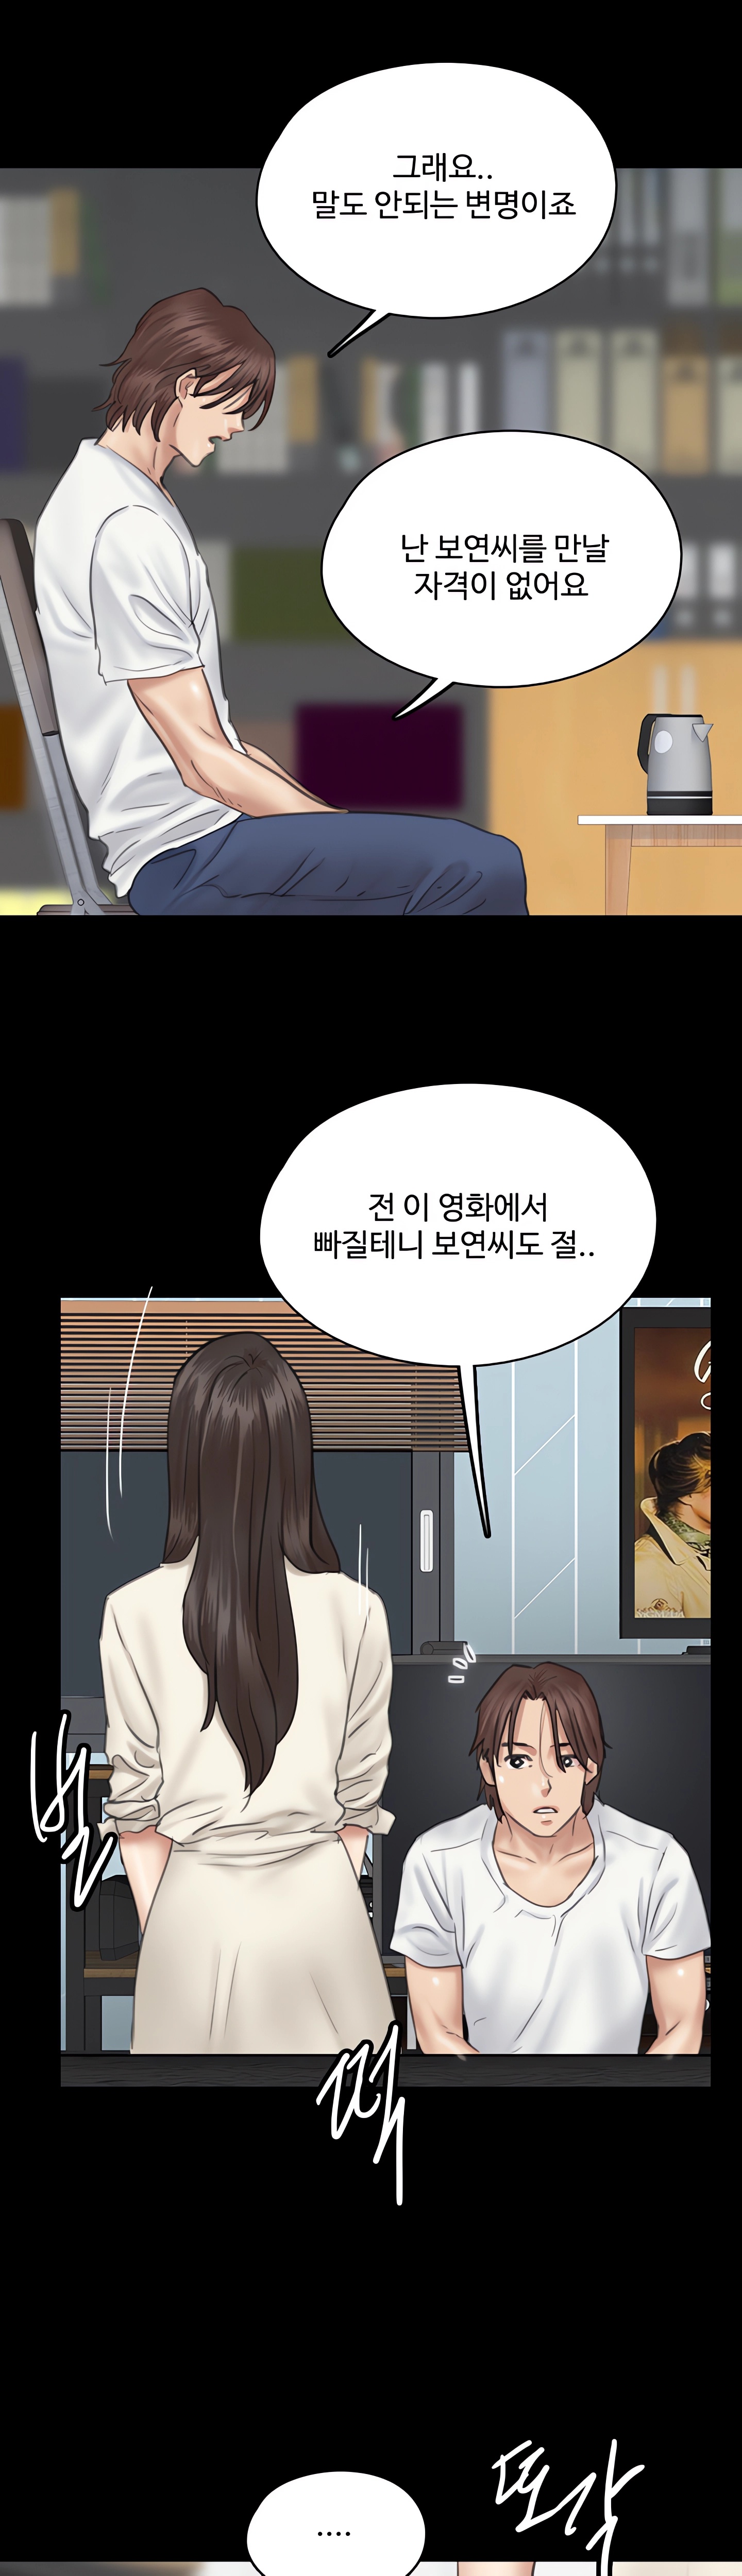 그래요..
말도 안되는 변명이죠
난 보연씨를 만날
자격이 없어요
전 이 영화에서
빠질테니 보연씨도 절..
벌
떡
또각
....